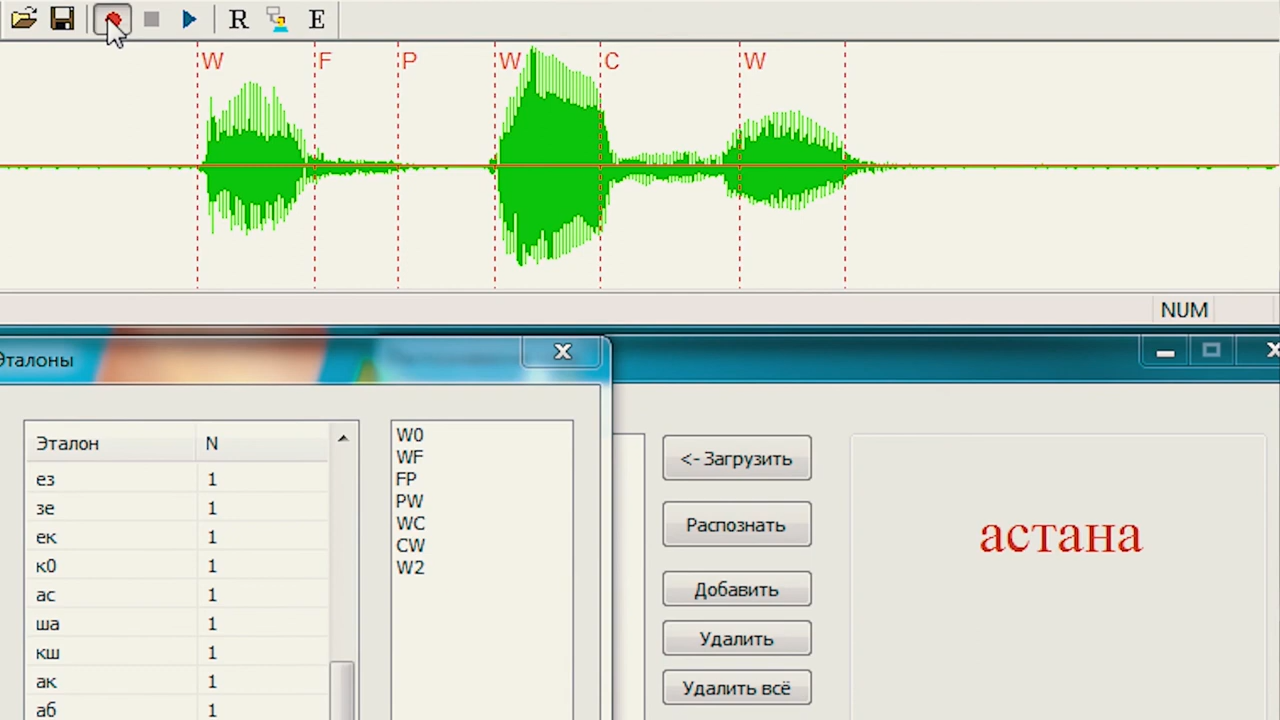 R E
W F P W C W
NUM
Эталоны
Эталон N
ез 1
зе 1
ек 1
к0 1
ас 1
ша 1
кш 1
ак 1
аб 1
W0
WF
FP
PW
WC
CW
W2
<- Загрузить
Распознать
Добавить
Удалить
Удалить всё
астана